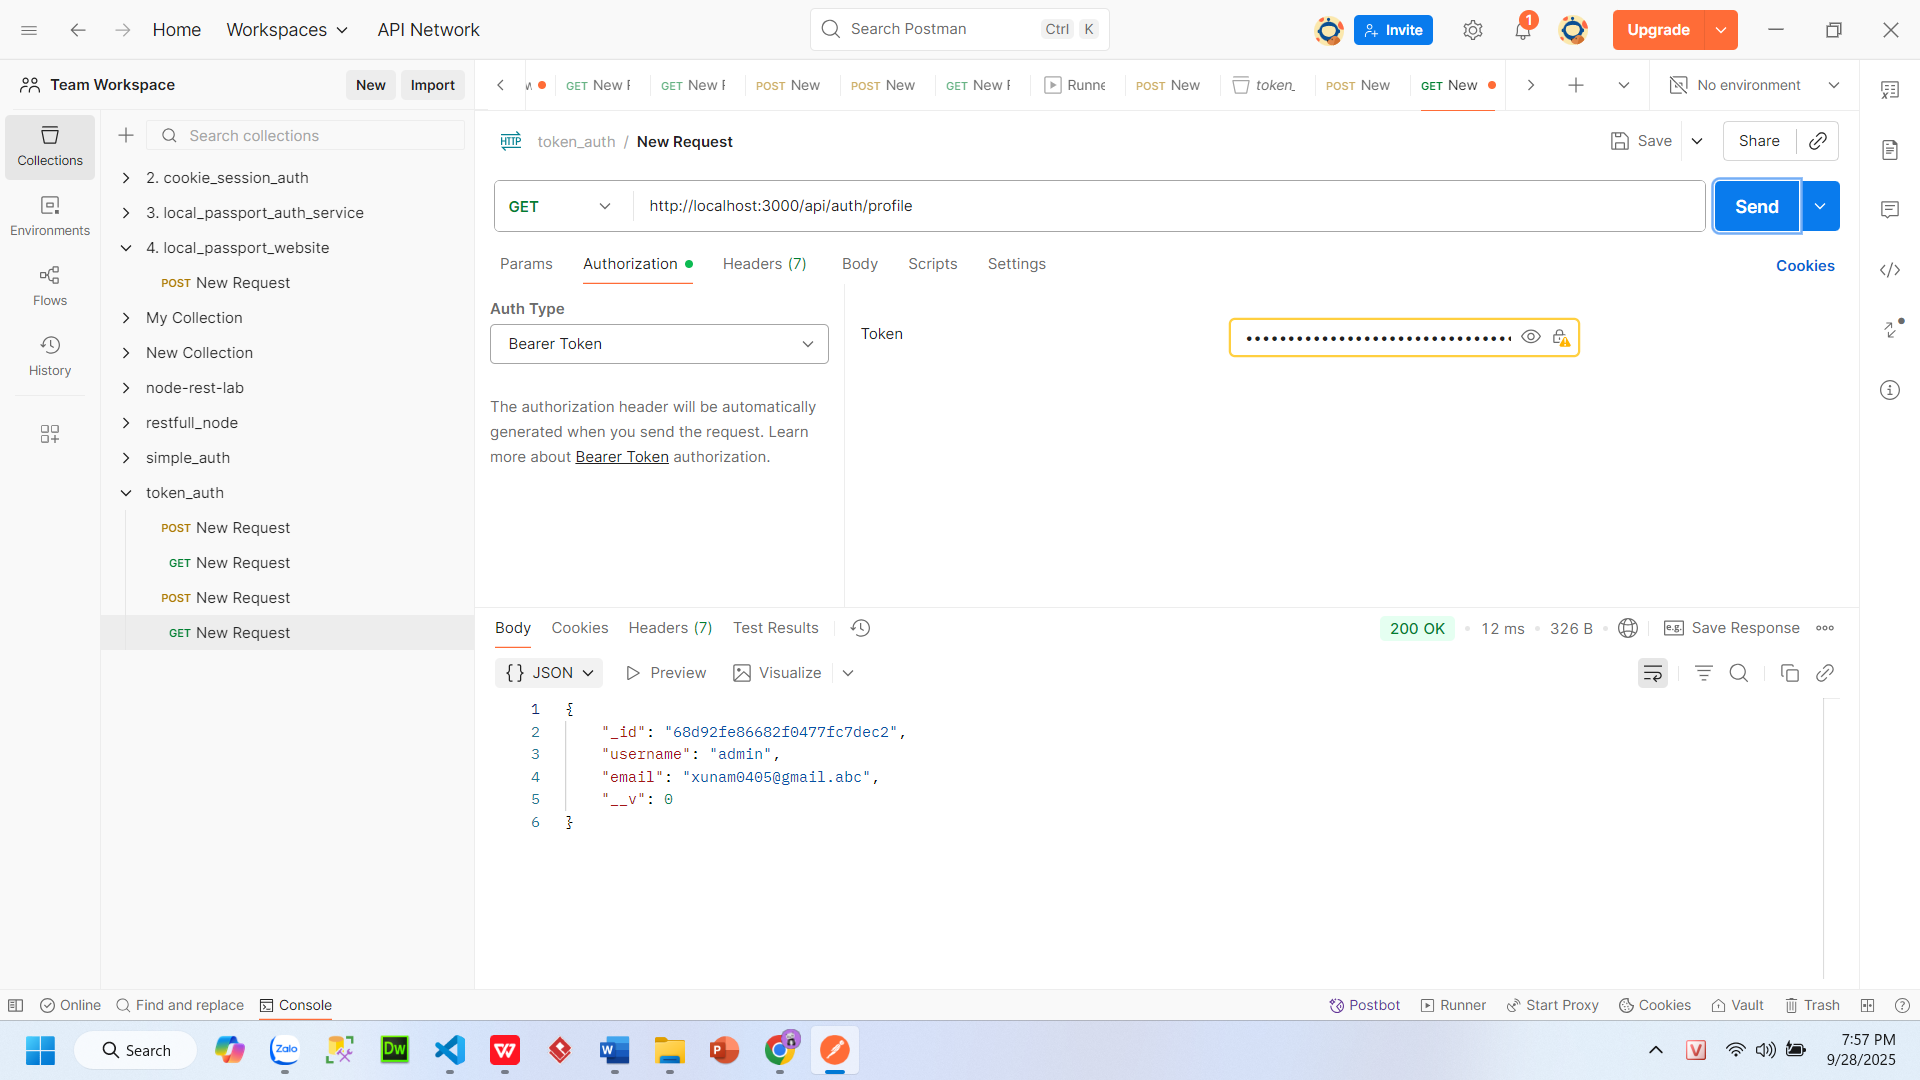 Home
Workspaces
API Network
Search Postman
Ctrl
K
Invite
1
Upgrade
Team Workspace
New
Import
GET New
GET New
POST New
POST New
GET New
Runne
POST New
token_
POST New
GET New
No environment
Collections
Environments
Flows
History
Search collections
2. cookie_session_auth
3. local_passport_auth_service
4. local_passport_website
POST New Request
My Collection
New Collection
node-rest-lab
restfull_node
simple_auth
token_auth
POST New Request
GET New Request
POST New Request
GET New Request
HTTP
token_auth / New Request
Save
Share
GET
http://localhost:3000/api/auth/profile
Send
Params
Authorization
Headers (7)
Body
Scripts
Settings
Cookies
Auth Type
Bearer Token
The authorization header will be automatically
generated when you send the request. Learn
more about Bearer Token authorization.
Token
Body
Cookies
Headers (7)
Test Results
200 OK
12 ms
326 B
e.g.
Save Response
{} JSON
Preview
Visualize
1 {
2 "_id": "68d92fe86682f0477fc7dec2",
3 "username": "admin",
4 "email": "xunam0405@gmail.abc",
5 "__v": 0
6 }
Online
Find and replace
Console
Postbot
Runner
Start Proxy
Cookies
Vault
Trash
Search
Zalo
Dw
W
W
P
V
7:57 PM
9/28/2025